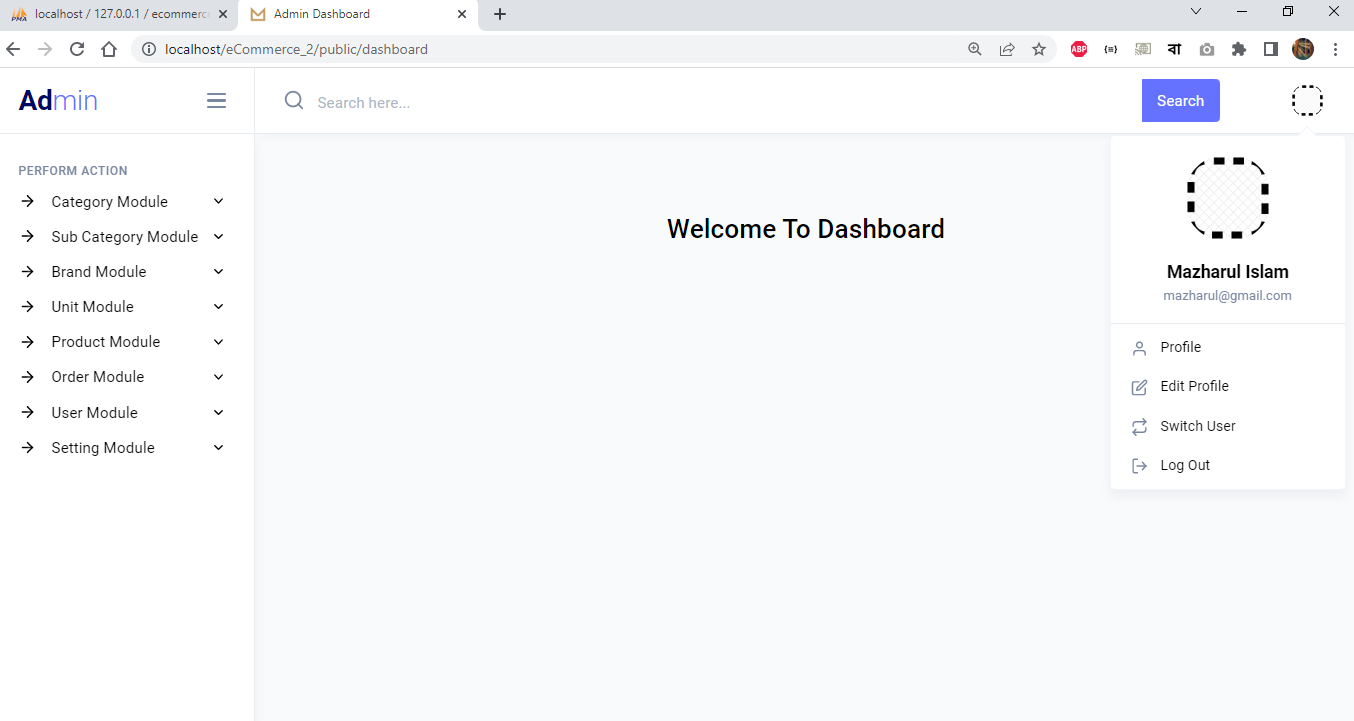 localhost / 127.0.0.1 / ecommerc
Admin Dashboard
localhost/eCommerce_2/public/dashboard
ABP
বা
Admin
Search here...
Search
PERFORM ACTION
Category Module
Sub Category Module
Brand Module
Unit Module
Product Module
Order Module
User Module
Setting Module
Welcome To Dashboard
Mazharul Islam
mazharul@gmail.com
Profile
Edit Profile
Switch User
Log Out